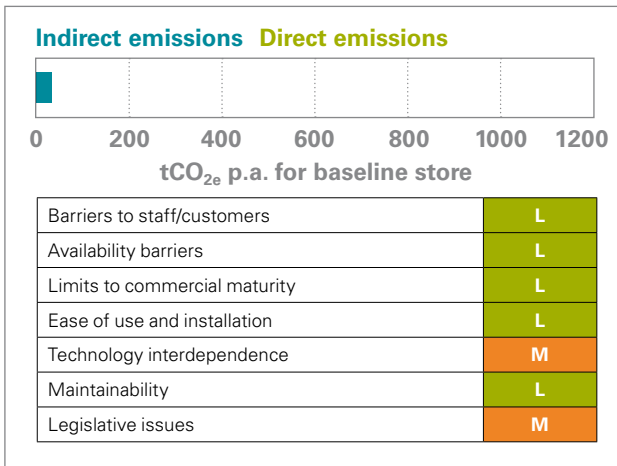 Indirect emissions Direct emissions
0 200 400 600 800 1000 1200
tCO2e p.a. for baseline store
Barriers to staff/customers L
Availability barriers L
Limits to commercial maturity L
Ease of use and installation L
Technology interdependence M
Maintainability L
Legislative issues M